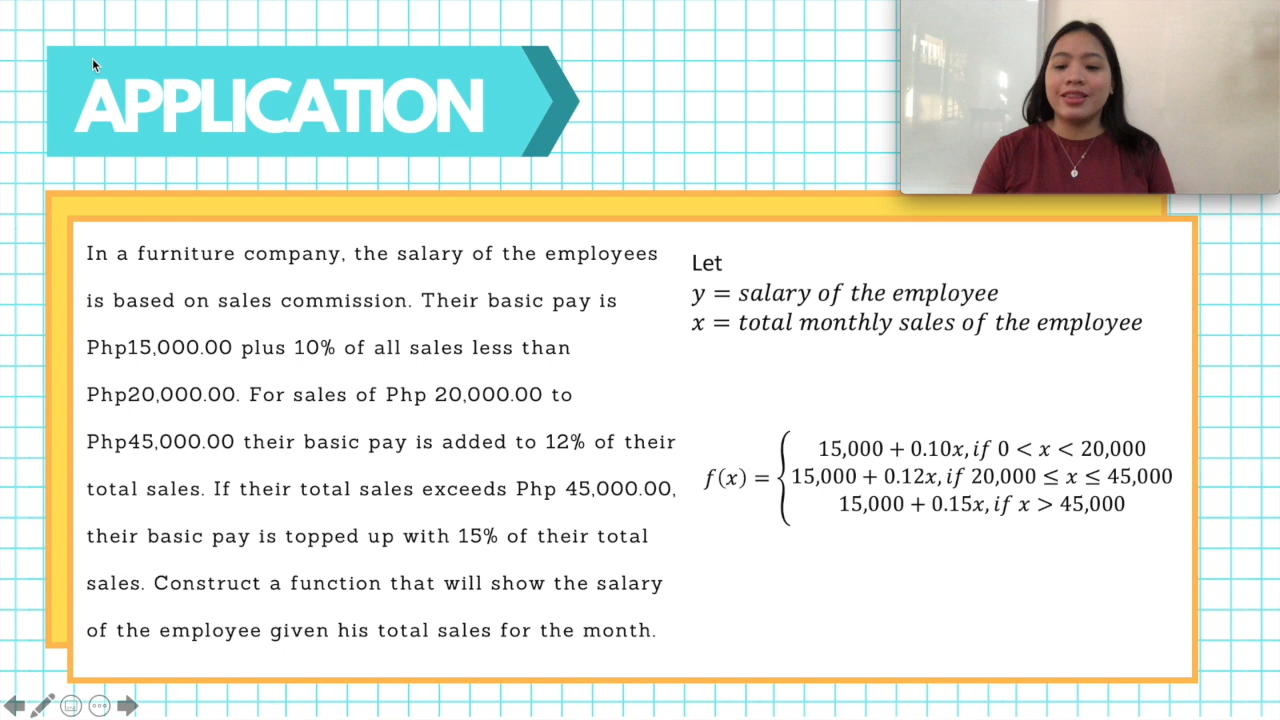 APPLICATION
In a furniture company, the salary of the employees
is based on sales commission. Their basic pay is
Php15,000.00 plus 10% of all sales less than
Php20,000.00. For sales of Php 20,000.00 to
Php45,000.00 their basic pay is added to 12% of their
total sales. If their total sales exceeds Php 45,000.00,
their basic pay is topped up with 15% of their total
sales. Construct a function that will show the salary
of the employee given his total sales for the month.
Let
y = salary of the employee
x = total monthly sales of the employee
15,000 + 0.10x, if 0 < x < 20,000
f(x) = { 15,000 + 0.12x, if 20,000 ≤ x ≤ 45,000
15,000 + 0.15x, if x > 45,000